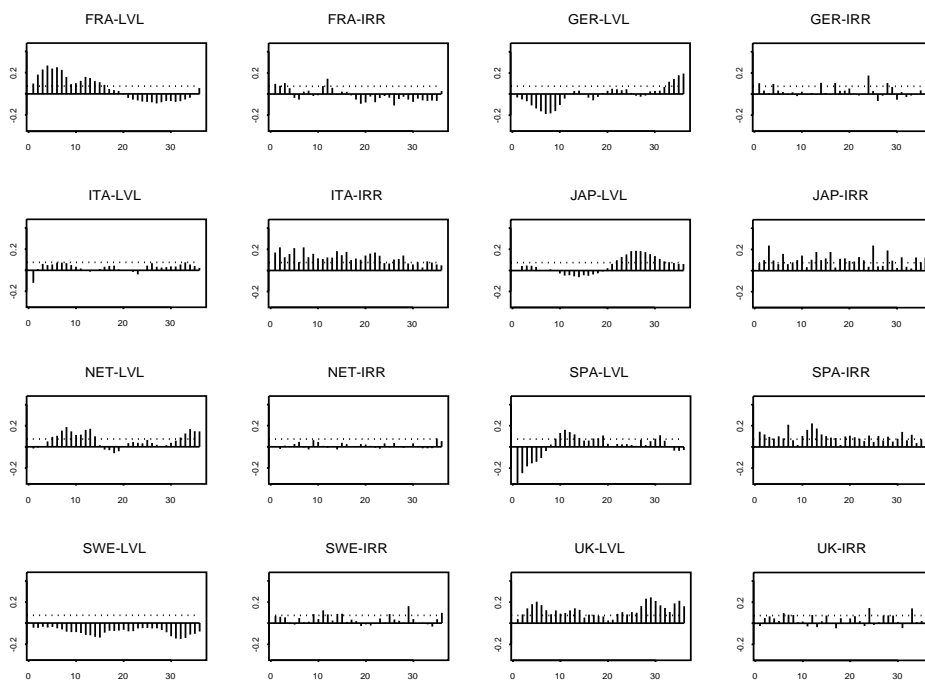 FRA-LVL FRA-IRR GER-LVL GER-IRR
0.2 0.2 0.2 0.2
-0.2 -0.2 -0.2 -0.2
0 10 20 30 0 10 20 30 0 10 20 30 0 10 20 30
ITA-LVL ITA-IRR JAP-LVL JAP-IRR
0.2 0.2 0.2 0.2
-0.2 -0.2 -0.2 -0.2
0 10 20 30 0 10 20 30 0 10 20 30 0 10 20 30
NET-LVL NET-IRR SPA-LVL SPA-IRR
0.2 0.2 0.2 0.2
-0.2 -0.2 -0.2 -0.2
0 10 20 30 0 10 20 30 0 10 20 30 0 10 20 30
SWE-LVL SWE-IRR UK-LVL UK-IRR
0.2 0.2 0.2 0.2
-0.2 -0.2 -0.2 -0.2
0 10 20 30 0 10 20 30 0 10 20 30 0 10 20 30